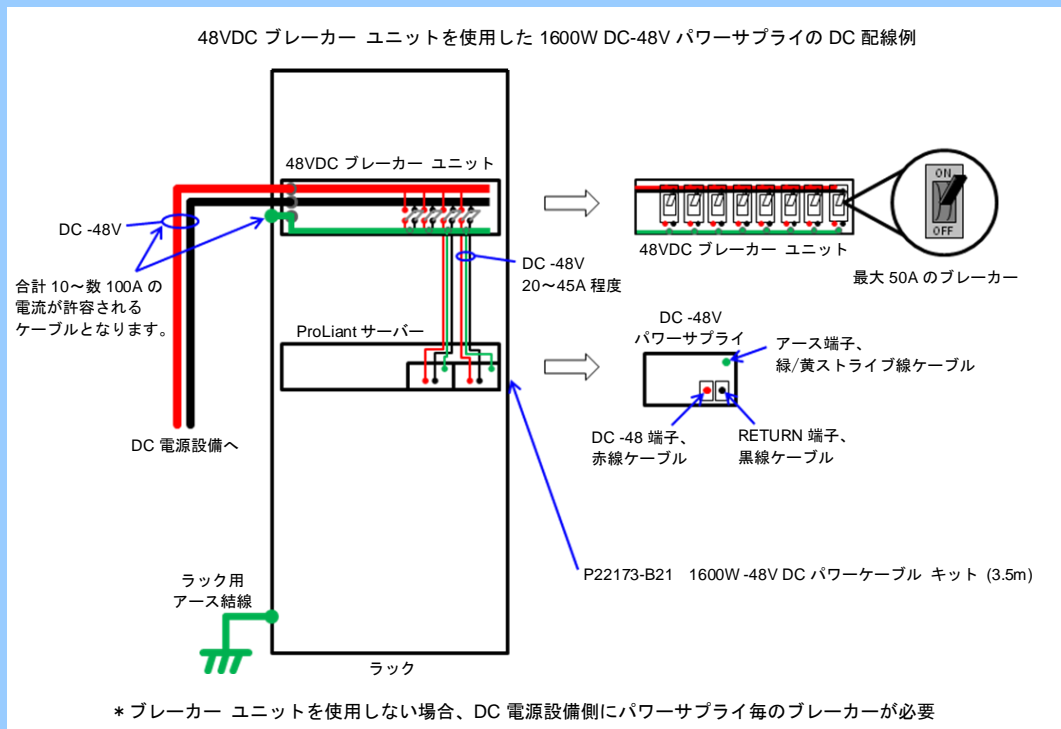 48VDC ブレーカー ユニットを使用した 1600W DC-48V パワーサプライの DC 配線例
48VDC ブレーカー ユニット
DC -48V
合計 10～数 100A の
電流が許容される
ケーブルとなります。
DC -48V
20～45A 程度
ON
OFF
48VDC ブレーカー ユニット
最大 50A のブレーカー
ProLiant サーバー
DC -48V
パワーサプライ
アース端子、
緑/黄ストライプ線ケーブル
DC -48 端子、
赤線ケーブル
RETURN 端子、
黒線ケーブル
DC 電源設備へ
P22173-B21 1600W -48V DC パワーケーブル キット (3.5m)
ラック用
アース結線
ラック
* ブレーカー ユニットを使用しない場合、DC 電源設備側にパワーサプライ毎のブレーカーが必要